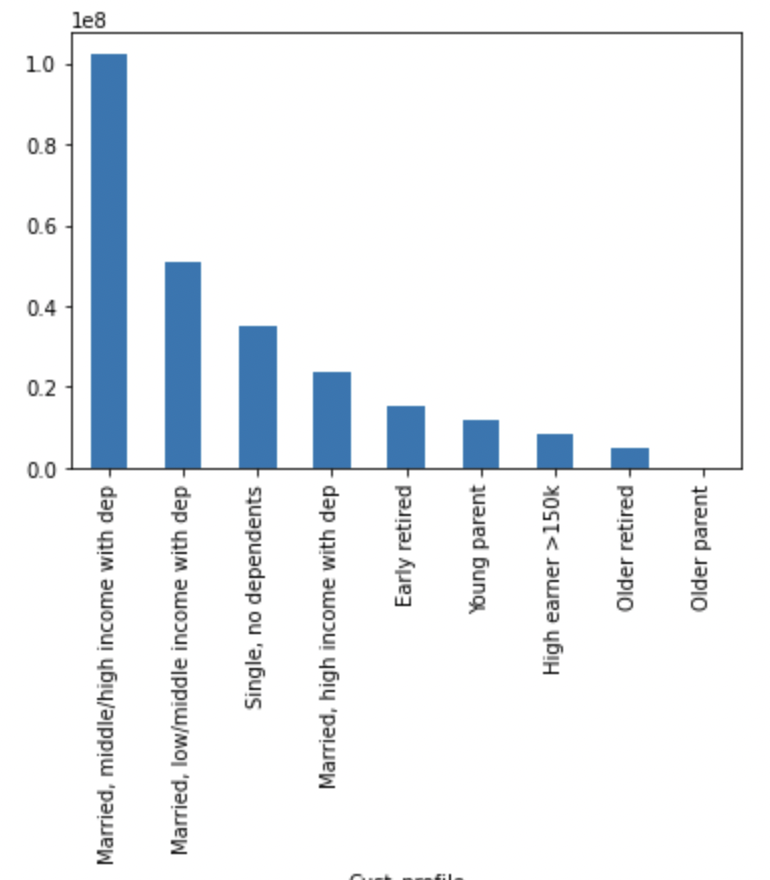 1e8
1.0
0.8
0.6
0.4
0.2
0.0
Married, middle/high income with dep
Married, low/middle income with dep
Single, no dependents
Married, high income with dep
Early retired
Young parent
High earner >150k
Older retired
Older parent